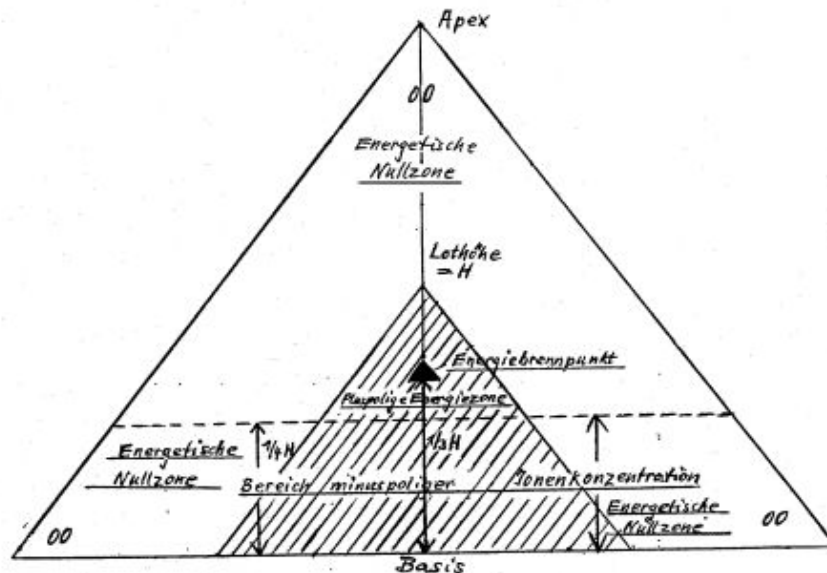 Apex
00
Energetische
Nullzone
Lothöhe
= H
Energiebrennpunkt
Pluspolige Energiezone
Energetische
Nullzone
1/4 H
1/3 H
Bereich minuspoliger Ionenkonzentration
Energetische
Nullzone
00
00
Basis